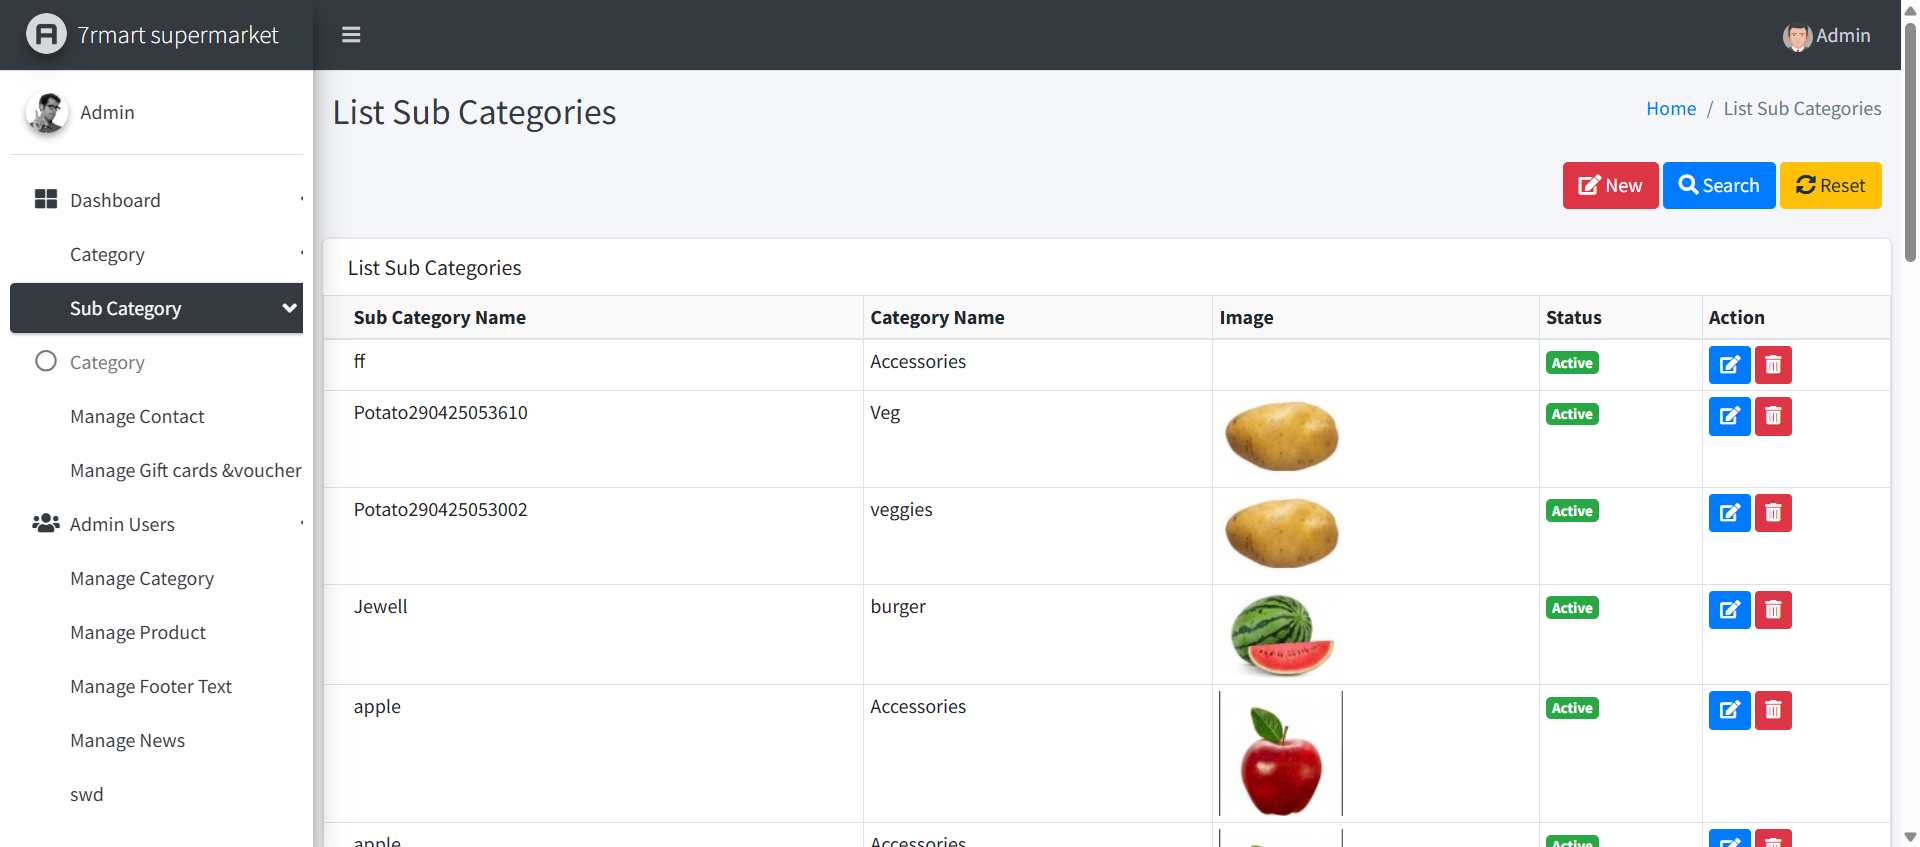 7rmart supermarket
Admin
Admin
List Sub Categories
Home / List Sub Categories
New
Search
Reset
Dashboard
Category
Sub Category
Category
Manage Contact
Manage Gift cards &voucher
Admin Users
Manage Category
Manage Product
Manage Footer Text
Manage News
swd
List Sub Categories
Sub Category Name Category Name Image Status Action
ff Accessories Active
Potato290425053610 Veg Active
Potato290425053002 veggies Active
Jewell burger Active
apple Accessories Active
apple Accessories Active